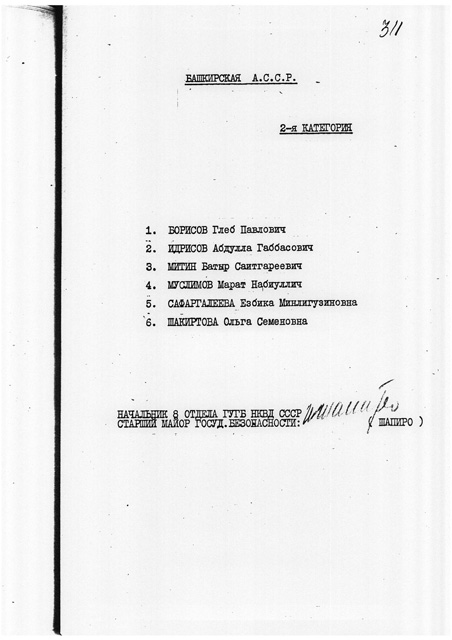 311
БАШКИРСКАЯ А.С.С.Р.
2-я КАТЕГОРИЯ
1. БОРИСОВ Глеб Павлович
2. ИДРИСОВ Абдулла Габбасович
3. МИТИН Батыр Саитгареевич
4. МУСЛИМОВ Марат Набиуллич
5. САФАРГАЛЕЕВА Езбика Минлигузиновна
6. ШАКИРТОВА Ольга Семеновна
НАЧАЛЬНИК 8 ОТДЕЛА ГУГБ НКВД СССР
СТАРШИЙ МАЙОР ГОСУД.БЕЗОПАСНОСТИ: ( ШАПИРО )